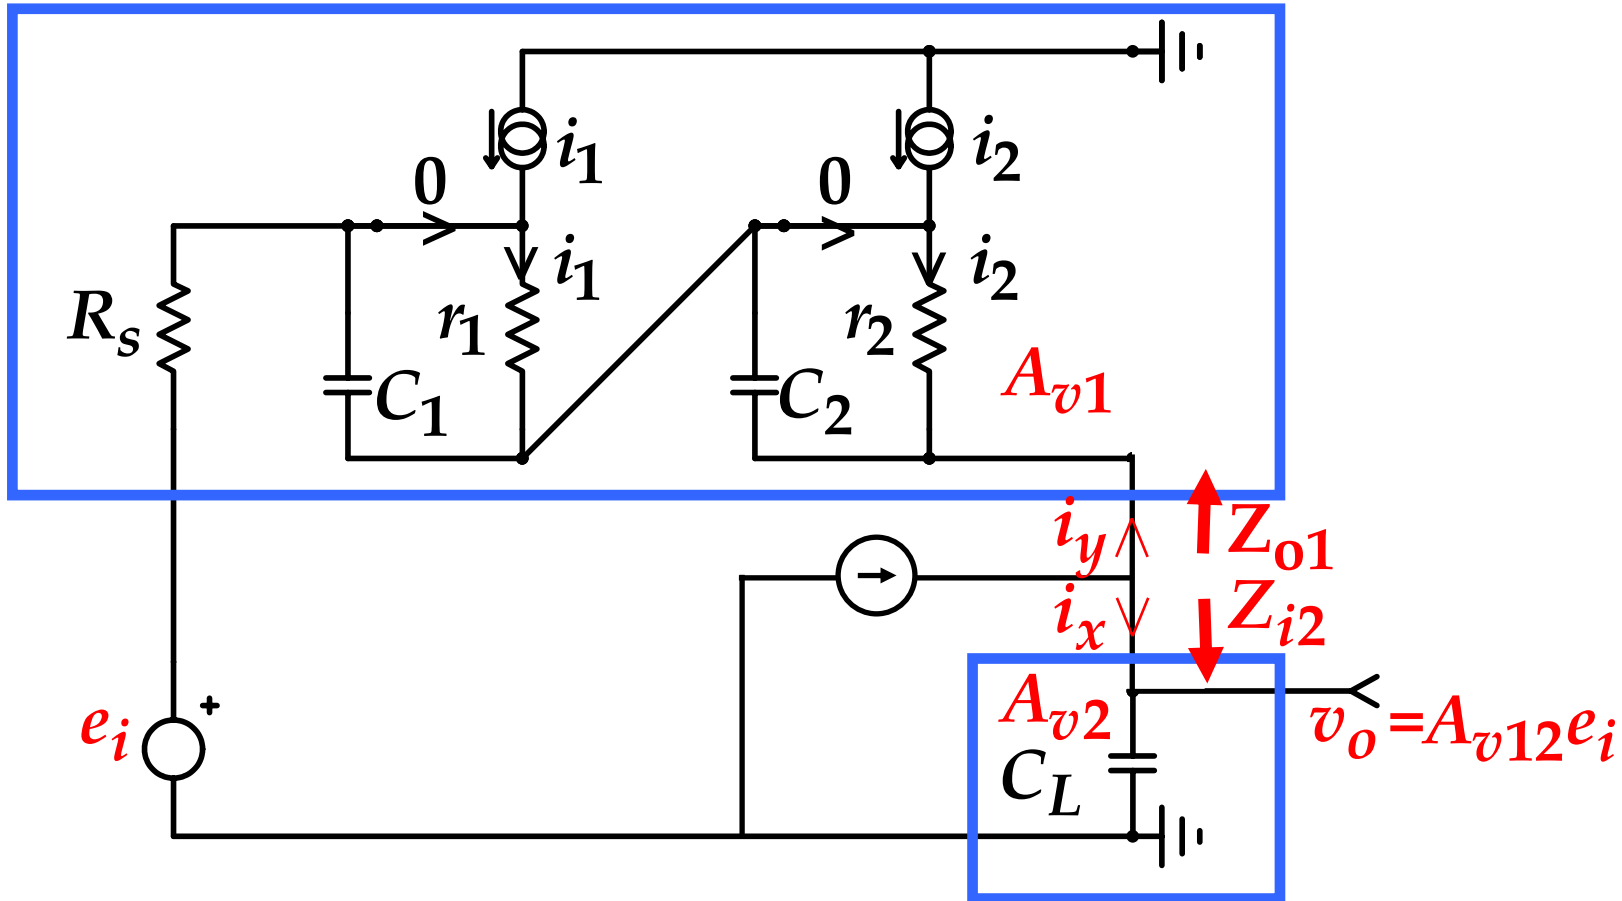 i1
i2
0
0
i1
i2
Rs
r1
r2
C1
C2
Av1
iy
Zo1
ix
Zi2
ei
+
Av2
vo=Av12ei
CL